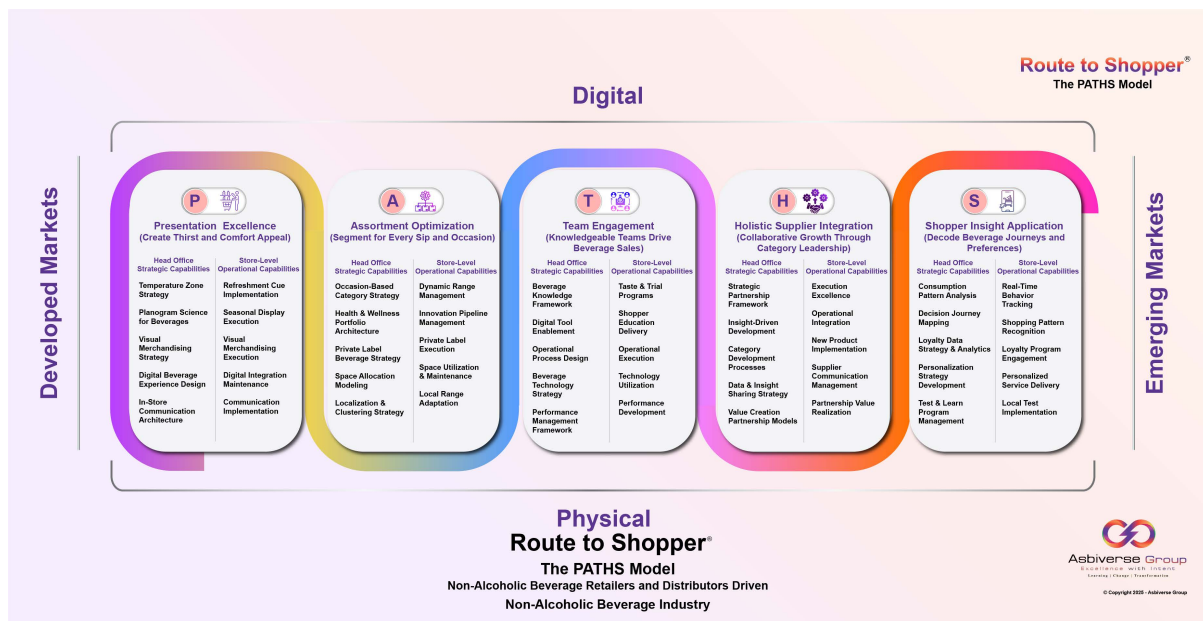 Route to Shopper®
The PATHS Model
Digital
Developed Markets
Emerging Markets
P
Presentation Excellence
(Create Thirst and Comfort Appeal)
Head Office
Strategic Capabilities
Temperature Zone
Strategy
Planogram Science
for Beverages
Visual
Merchandising
Strategy
Digital Beverage
Experience Design
In-Store
Communication
Architecture
Store-Level
Operational Capabilities
Refreshment Cue
Implementation
Seasonal Display
Execution
Visual
Merchandising
Execution
Digital Integration
Maintenance
Communication
Implementation
A
Assortment Optimization
(Segment for Every Sip and Occasion)
Head Office
Strategic Capabilities
Occasion-Based
Category Strategy
Health & Wellness
Portfolio
Architecture
Private Label
Beverage Strategy
Space Allocation
Modeling
Localization &
Clustering Strategy
Store-Level
Operational Capabilities
Dynamic Range
Management
Innovation Pipeline
Management
Private Label
Execution
Space Utilization
& Maintenance
Local Range
Adaptation
T
Team Engagement
(Knowledgeable Teams Drive
Beverage Sales)
Head Office
Strategic Capabilities
Beverage
Knowledge
Framework
Digital Tool
Enablement
Operational
Process Design
Beverage
Technology
Strategy
Performance
Management
Framework
Store-Level
Operational Capabilities
Taste & Trial
Programs
Shopper
Education
Delivery
Operational
Execution
Technology
Utilization
Performance
Development
H
Holistic Supplier Integration
(Collaborative Growth Through
Category Leadership)
Head Office
Strategic Capabilities
Strategic
Partnership
Framework
Insight-Driven
Development
Category
Development
Processes
Data & Insight
Sharing Strategy
Value Creation
Partnership Models
Store-Level
Operational Capabilities
Execution
Excellence
Operational
Integration
New Product
Implementation
Supplier
Communication
Management
Partnership Value
Realization
S
Shopper Insight Application
(Decode Beverage Journeys and
Preferences)
Head Office
Strategic Capabilities
Consumption
Pattern Analysis
Decision Journey
Mapping
Loyalty Data
Strategy & Analytics
Personalization
Strategy
Development
Test & Learn
Program
Management
Store-Level
Operational Capabilities
Real-Time
Behavior
Tracking
Shopping Pattern
Recognition
Loyalty Program
Engagement
Personalized
Service Delivery
Local Test
Implementation
Physical
Route to Shopper®
The PATHS Model
Non-Alcoholic Beverage Retailers and Distributors Driven
Non-Alcoholic Beverage Industry
Asbiverse Group
Excellence with Intent
Learning | Change | Transformation
© Copyright 2025 - Asbiverse Group